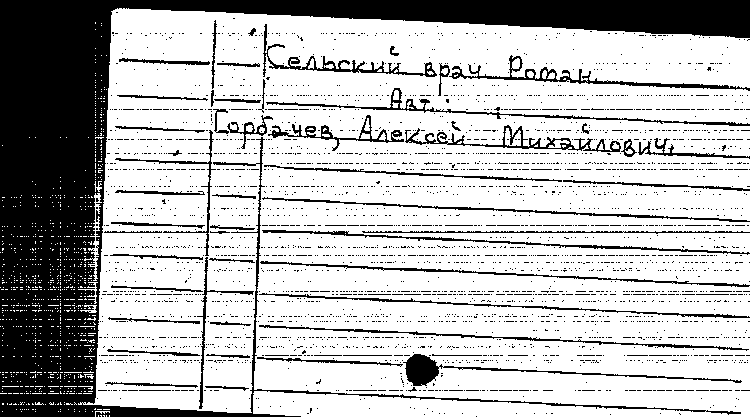 Сельский врач. Роман.
Авт.:
Горбачев, Алексей Михайлович.